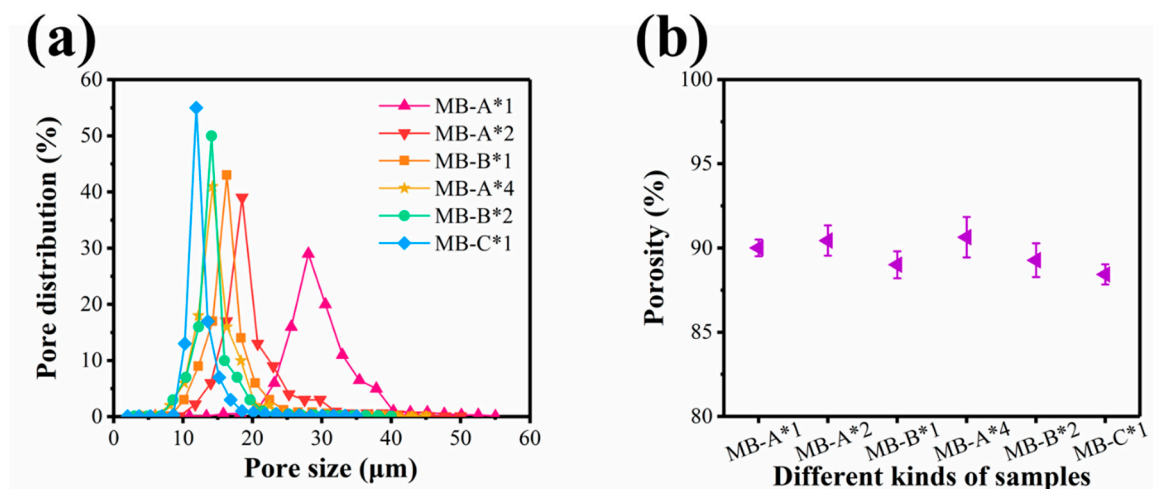 (a)
Pore distribution (%)
60
50
40
30
20
10
0
0 10 20 30 40 50 60
Pore size (μm)
MB-A*1
MB-A*2
MB-B*1
MB-A*4
MB-B*2
MB-C*1
(b)
Porosity (%)
100
95
90
85
80
MB-A*1 MB-A*2 MB-B*1 MB-A*4 MB-B*2 MB-C*1
Different kinds of samples